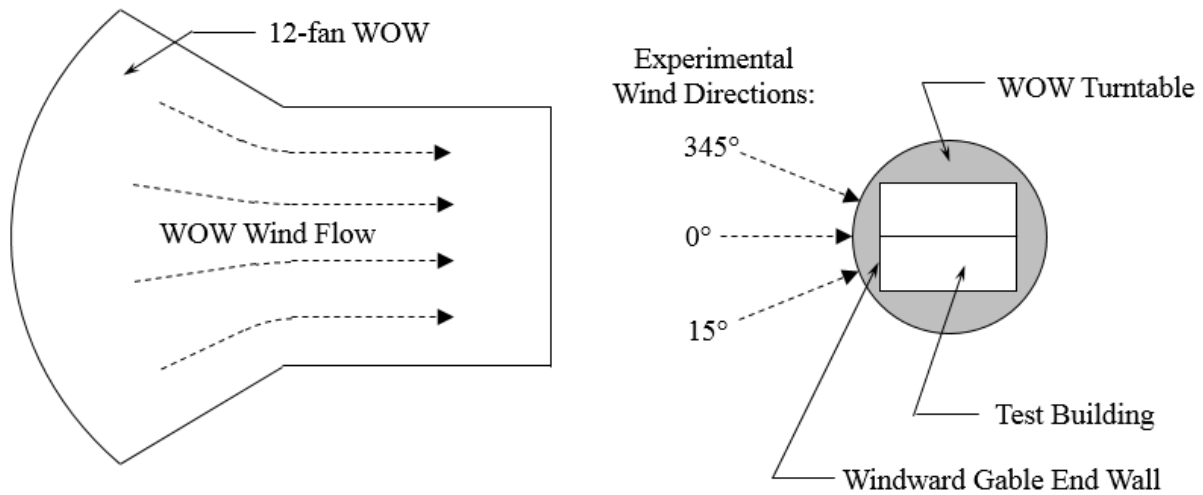 12-fan WOW
WOW Wind Flow
Experimental
Wind Directions:
345°
0°
15°
WOW Turntable
Test Building
Windward Gable End Wall